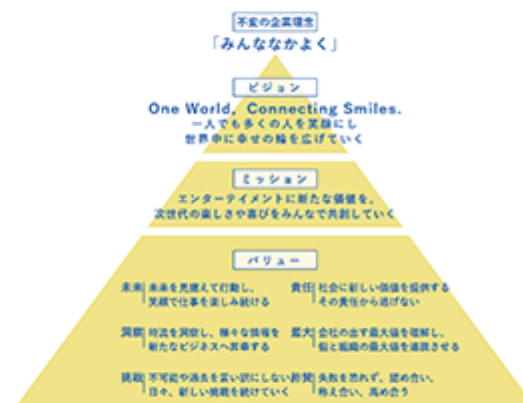 不変の企業理念
「みんななかよく」
ビジョン
One World, Connecting Smiles.
一人でも多くの人を笑顔にし
世界中に幸せの輪を広げていく
ミッション
エンターテイメントに新たな価値を。
次世代の楽しさや喜びをみんなで共創していく
バリュー
未来 未来を見据えて行動し、
笑顔で仕事を楽しみ続ける
責任 社会に新しい価値を提供する
その責任から逃げない
洞察 時流を洞察し、様々な情報を
新たなビジネスへ昇華する
最大 会社の出す最大値を理解し、
個と組織の最大値を追求させる
挑戦 不可能や過去を言い訳にしない
日々、新しい挑戦を続けていく
称賛 失敗を恐れず、認め合い、
称え合い、高め合う